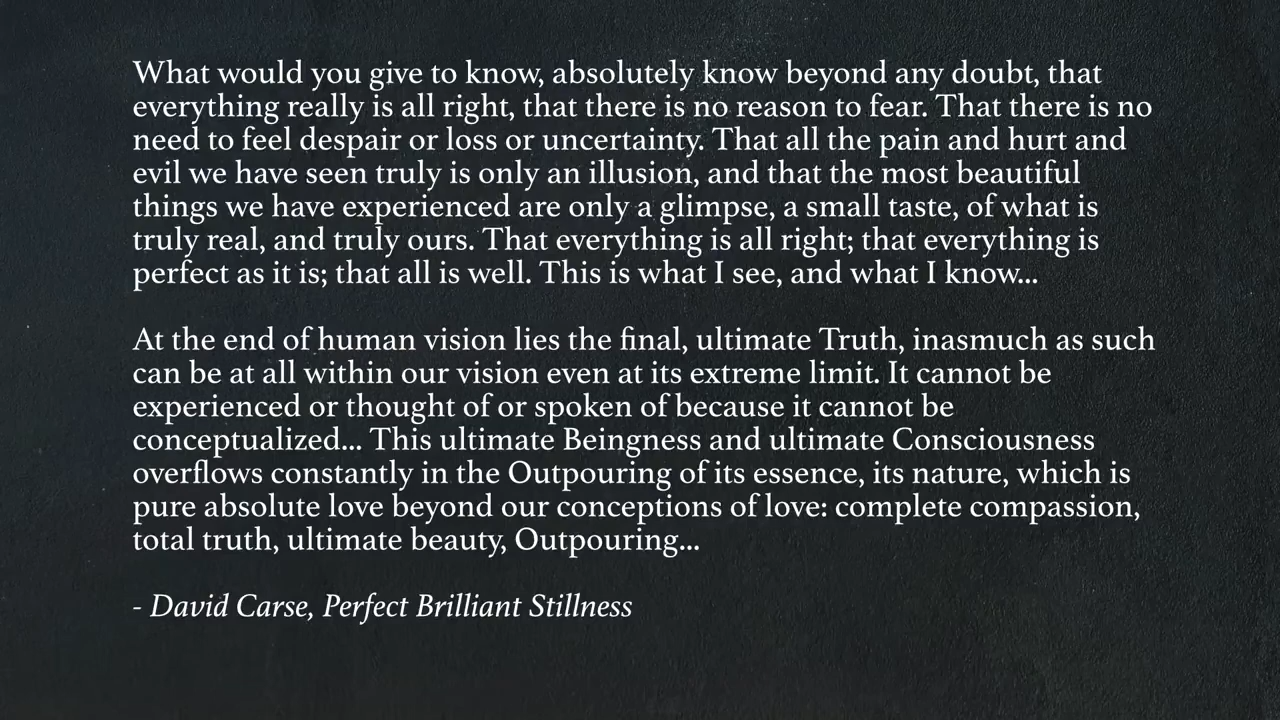 What would you give to know, absolutely know beyond any doubt, that
everything really is all right, that there is no reason to fear. That there is no
need to feel despair or loss or uncertainty. That all the pain and hurt and
evil we have seen truly is only an illusion, and that the most beautiful
things we have experienced are only a glimpse, a small taste, of what is
truly real, and truly ours. That everything is all right; that everything is
perfect as it is; that all is well. This is what I see, and what I know...
At the end of human vision lies the final, ultimate Truth, inasmuch as such
can be at all within our vision even at its extreme limit. It cannot be
experienced or thought of or spoken of because it cannot be
conceptualized... This ultimate Beingness and ultimate Consciousness
overflows constantly in the Outpouring of its essence, its nature, which is
pure absolute love beyond our conceptions of love: complete compassion,
total truth, ultimate beauty, Outpouring...
- David Carse, Perfect Brilliant Stillness